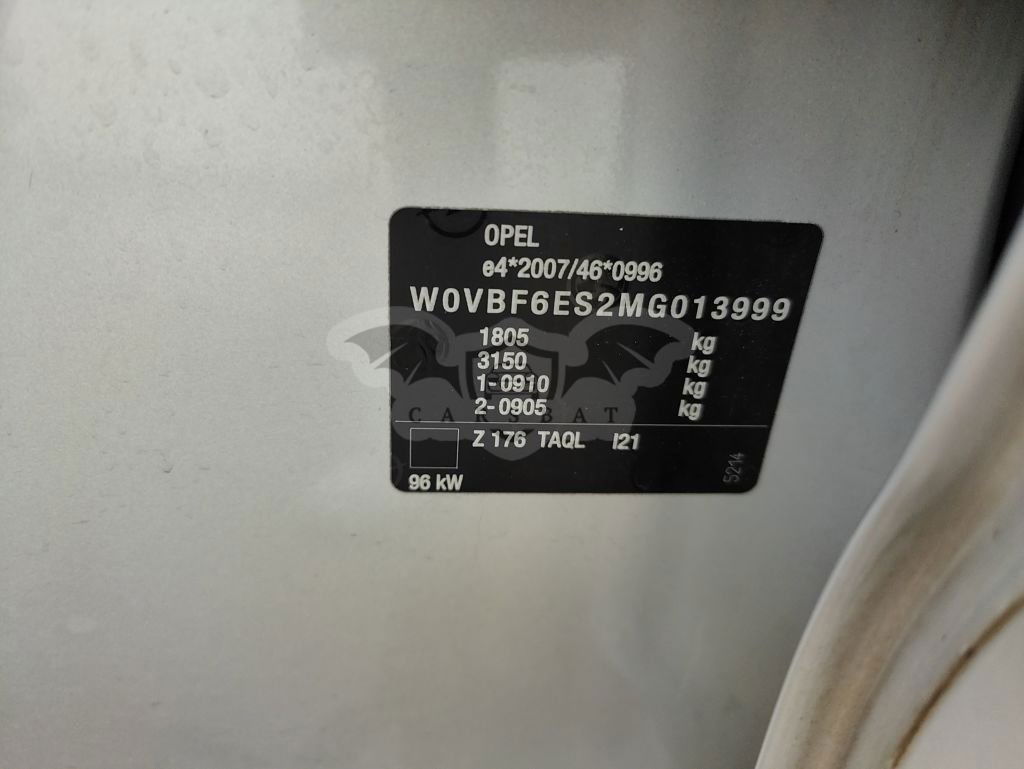 OPEL
e4*2007/46*0996
W0VBF6ES2MG013999
1805 kg
3150 kg
1-0910 kg
2-0905 kg
CARSBAT
Z 176 TAQL I21
5214
96 kW